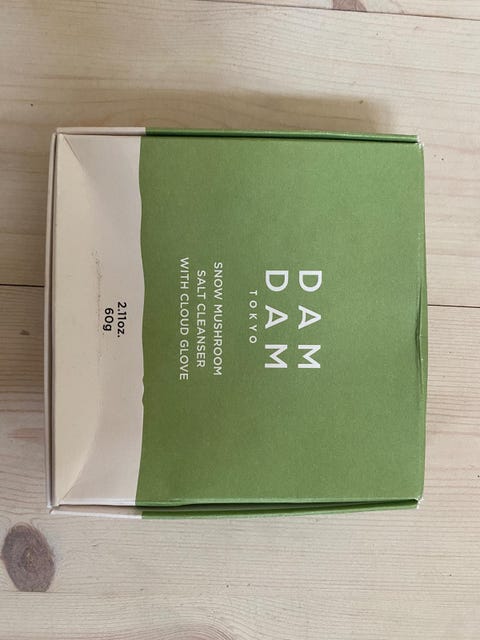 DAM
DAM
TOKYO
SNOW MUSHROOM
SALT CLEANSER
WITH CLOUD GLOVE
2.11oz.
60g